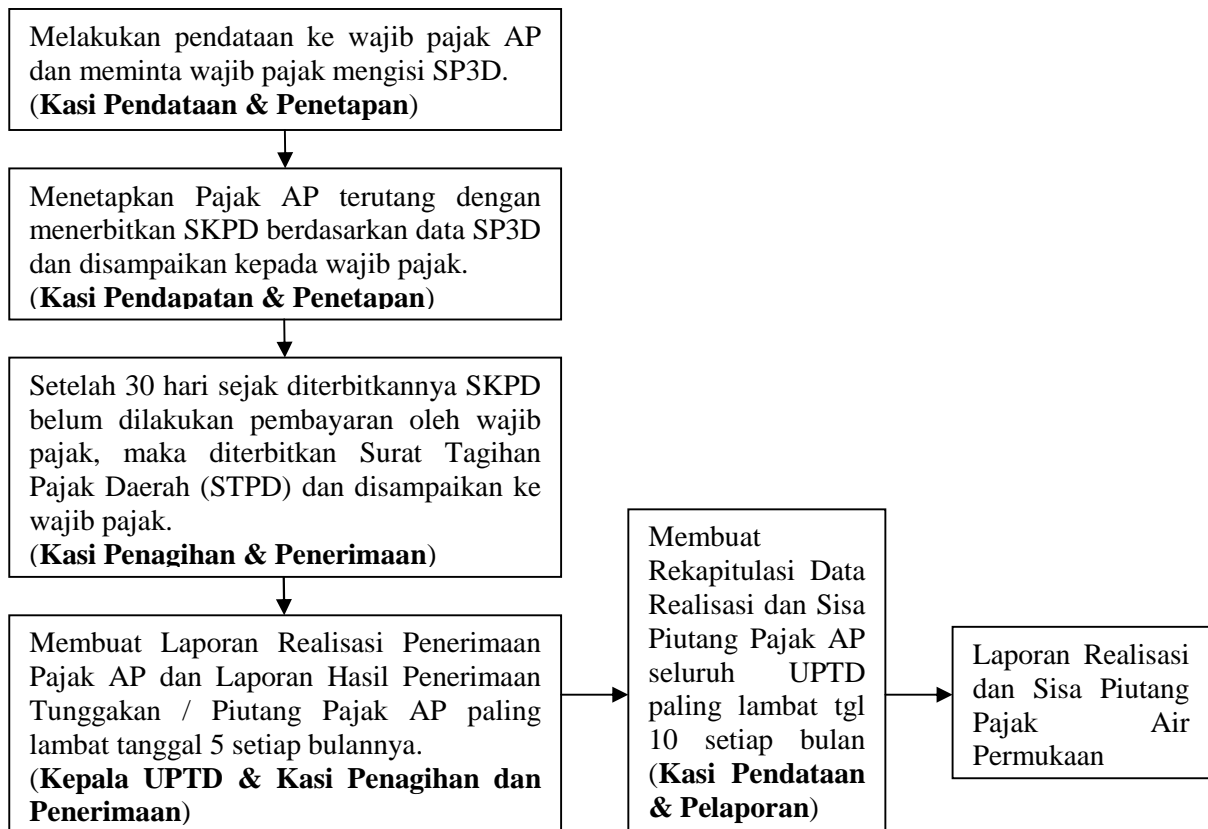 Melakukan pendataan ke wajib pajak AP
dan meminta wajib pajak mengisi SP3D.
(Kasi Pendataan & Penetapan)
Menetapkan Pajak AP terutang dengan
menerbitkan SKPD berdasarkan data SP3D
dan disampaikan kepada wajib pajak.
(Kasi Pendapatan & Penetapan)
Setelah 30 hari sejak diterbitkannya SKPD
belum dilakukan pembayaran oleh wajib
pajak, maka diterbitkan Surat Tagihan
Pajak Daerah (STPD) dan disampaikan ke
wajib pajak.
(Kasi Penagihan & Penerimaan)
Membuat Laporan Realisasi Penerimaan
Pajak AP dan Laporan Hasil Penerimaan
Tunggakan / Piutang Pajak AP paling
lambat tanggal 5 setiap bulannya.
(Kepala UPTD & Kasi Penagihan dan
Penerimaan)
Membuat
Rekapitulasi Data
Realisasi dan Sisa
Piutang Pajak AP
seluruh UPTD
paling lambat tgl
10 setiap bulan
(Kasi Pendataan
& Pelaporan)
Laporan Realisasi
dan Sisa Piutang
Pajak Air
Permukaan